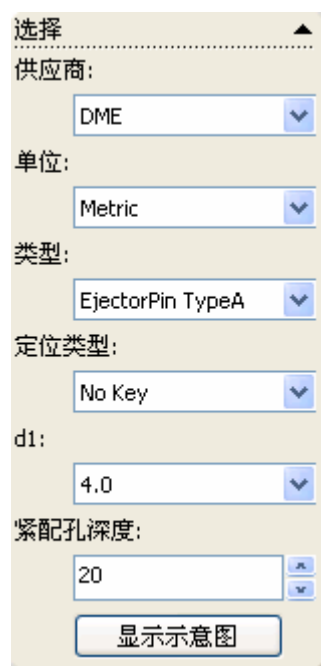 选择
供应商:
DME
单位:
Metric
类型:
EjectorPin TypeA
定位类型:
No Key
d1:
4.0
紧配孔深度:
20
显示示意图